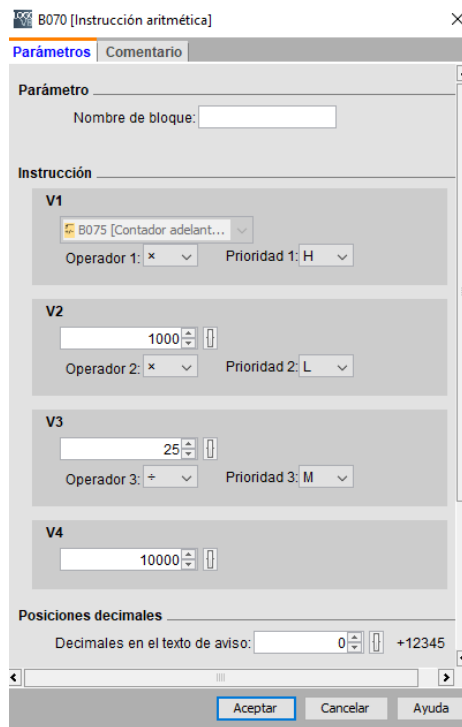 B070 [Instrucción aritmética]
Parámetros Comentario
Parámetro
Nombre de bloque:
Instrucción
V1
B075 [Contador adelant...
Operador 1: × Prioridad 1: H
V2
1000
Operador 2: × Prioridad 2: L
V3
25
Operador 3: ÷ Prioridad 3: M
V4
10000
Posiciones decimales
Decimales en el texto de aviso: 0 +12345
Aceptar Cancelar Ayuda